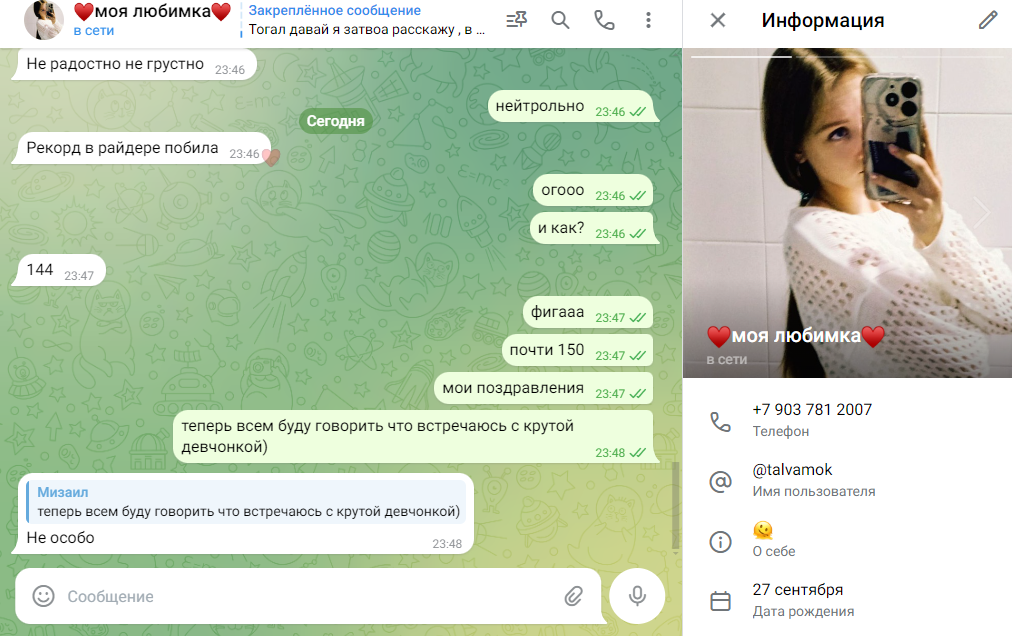 ❤️моя любимка❤️
в сети
Закреплённое сообщение
Тогал давай я затвоа расскажу , в ...
Не радостно не грустно 23:46
нейтрольно 23:46
Сегодня
Рекорд в райдере побила 23:46
огооо 23:46
и как? 23:46
144 23:47
фигааа 23:47
почти 150 23:47
мои поздравления 23:47
теперь всем буду говорить что встречаюсь с крутой
девчонкой) 23:48
Мизаил
теперь всем буду говорить что встречаюсь с крутой девчонкой)
Не особо 23:48
Сообщение
Информация
❤️моя любимка❤️
в сети
+7 903 781 2007
Телефон
@talvamok
Имя пользователя
🫠
О себе
27 сентября
Дата рождения